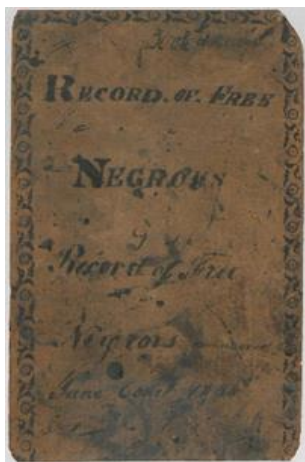 RECORD. OF. FREE
NEGROES
Record of Free
Negroes
June Court